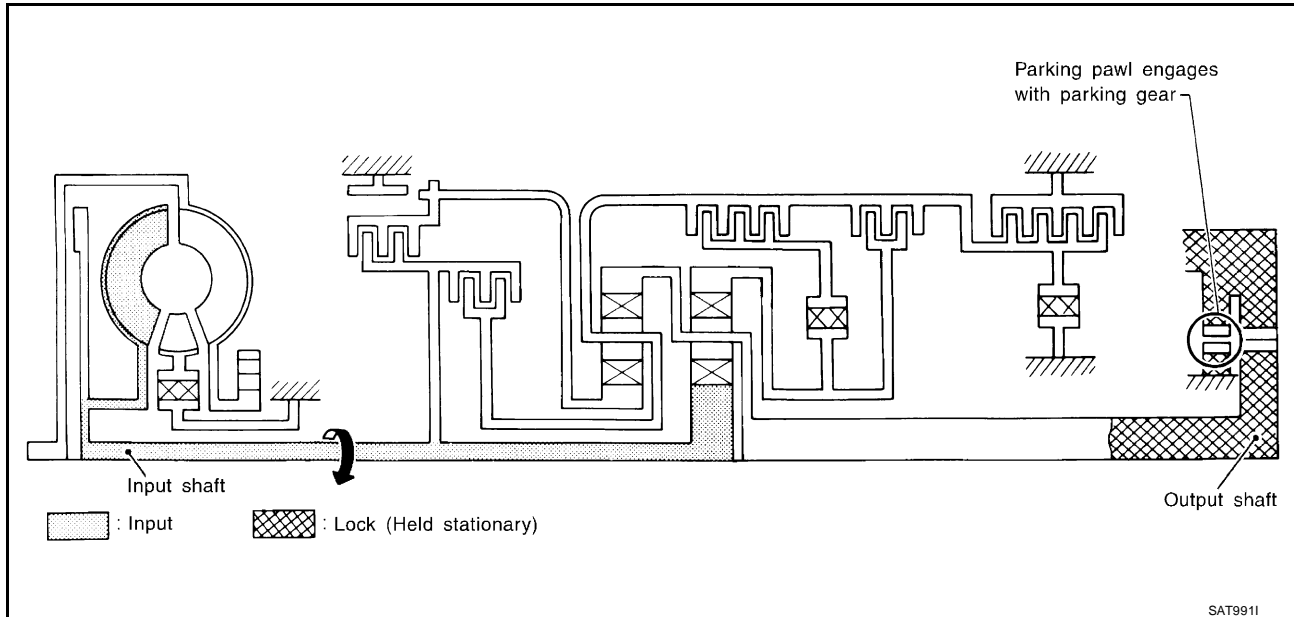 Parking pawl engages
with parking gear
Input shaft
Output shaft
: Input
: Lock (Held stationary)
SAT991I